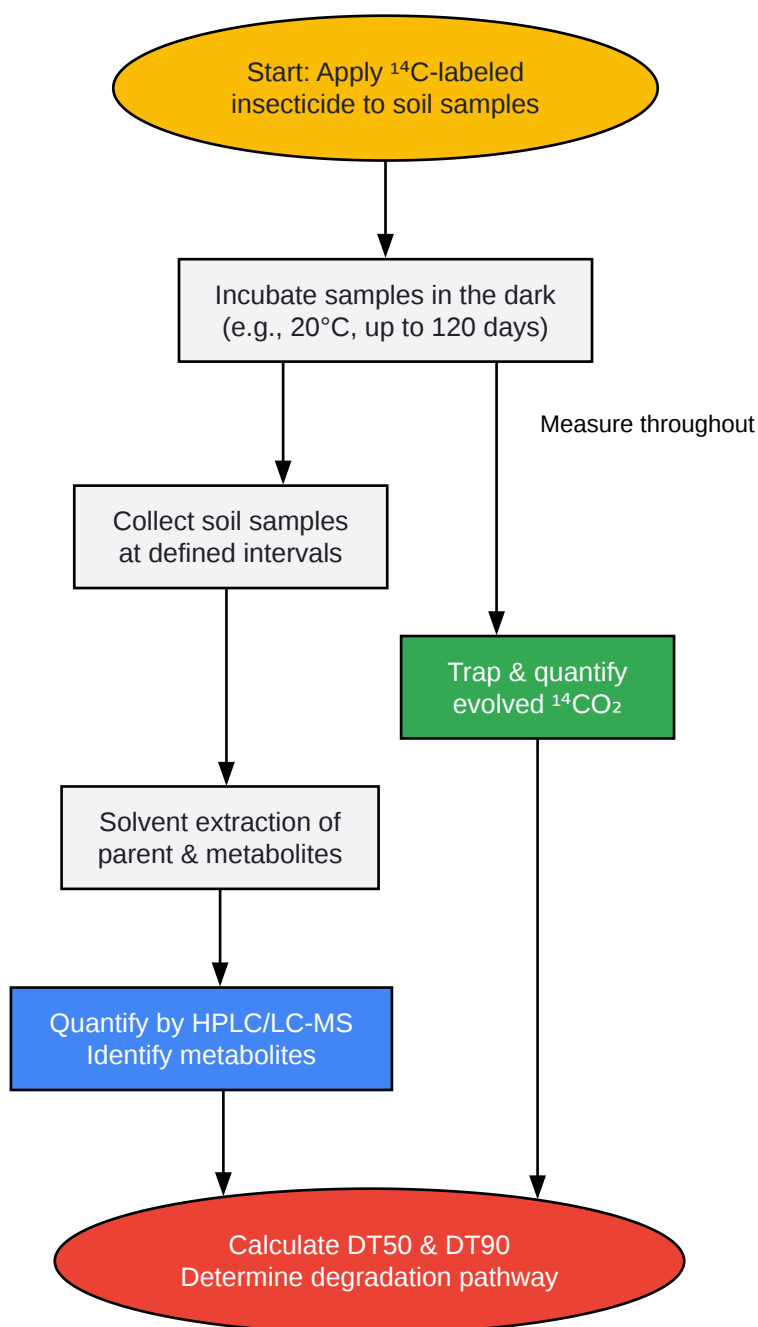 Start: Apply ¹⁴C-labeled
insecticide to soil samples
Incubate samples in the dark
(e.g., 20°C, up to 120 days)
Measure throughout
Collect soil samples
at defined intervals
Trap & quantify
evolved ¹⁴CO₂
Solvent extraction of
parent & metabolites
Quantify by HPLC/LC-MS
Identify metabolites
Calculate DT50 & DT90
Determine degradation pathway